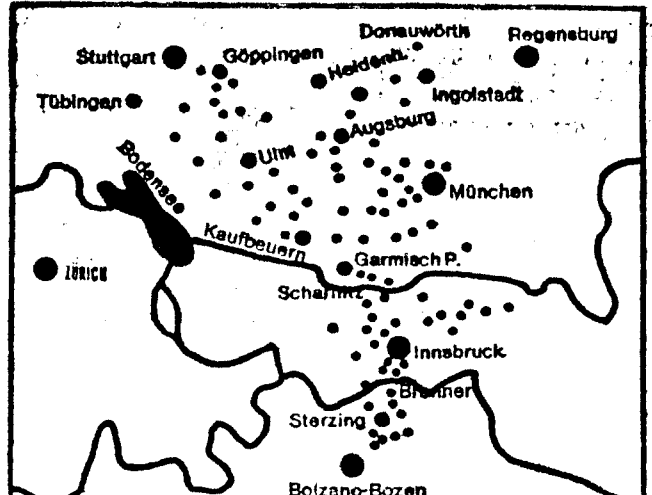 Donauwörth
Regensburg
Stuttgart
Göppingen
Heidenh.
Ingolstadt
Tübingen
Augsburg
Ulm
Bodensee
München
Kaufbeuern
Garmisch P.
ZÜRICH
Scharnitz
Innsbruck
Brenner
Sterzing
Bolzano-Bozen